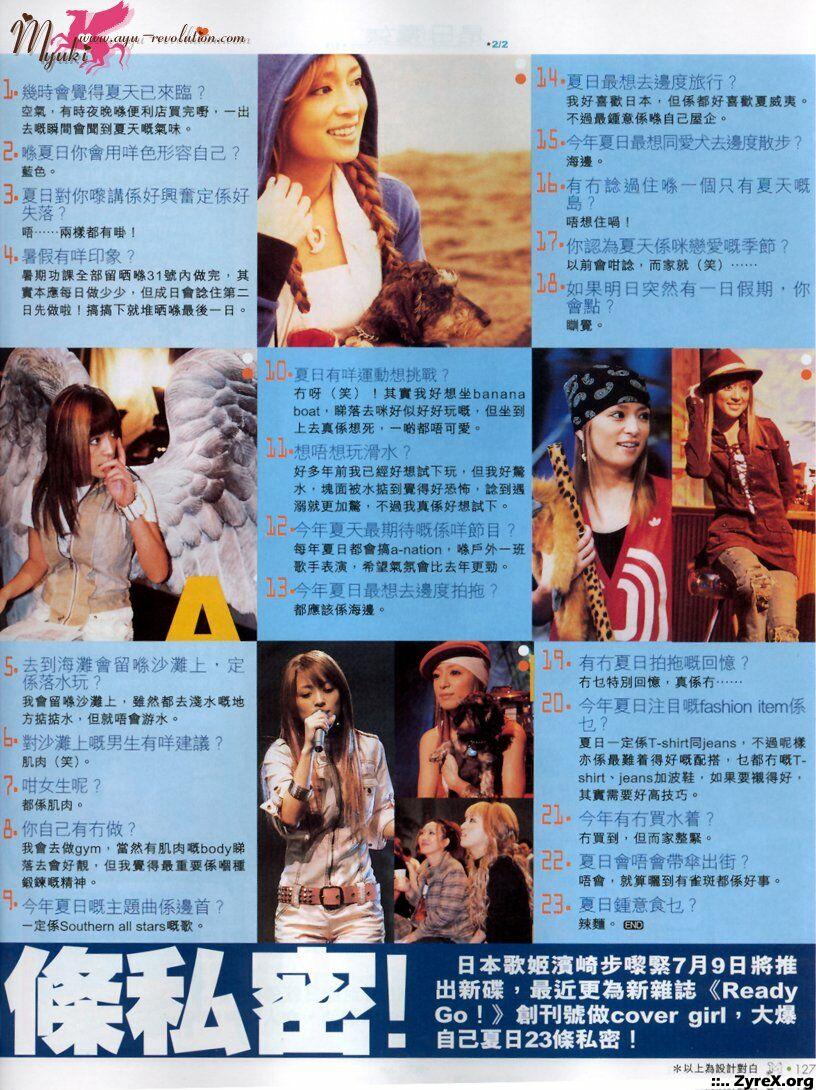 Myuki
www.ayu-revolution.com
*2/2
1. 幾時會覺得夏天已來臨？
空氣，有時夜晚喺便利店買完嘢，一出
去嘅瞬間會聞到夏天嘅氣味。
2. 喺夏日你會用咩色形容自己？
藍色。
3. 夏日對你嚟講係好興奮定係好
失落？
唔……兩樣都有啩！
4. 暑假有咩印象？
暑期功課全部留晒喺31號內做完，其
實本應每日做少少，但成日會諗住第二
日先做啦！搞搞下就堆晒喺最後一日。
5. 去到海灘會留喺沙灘上，定
係落水玩？
我會留喺沙灘上，雖然都去淺水嘅地
方掂掂水，但就唔會游水。
6. 對沙灘上嘅男生有咩建議？
肌肉（笑）。
7. 咁女生呢？
都係肌肉。
8. 你自己有冇做？
我會去做gym，當然有肌肉嘅body睇
落去會好靚，但我覺得最重要係嗰種
鍛鍊嘅精神。
9. 今年夏日嘅主題曲係邊首？
一定係Southern all stars嘅歌。
10. 夏日有咩運動想挑戰？
冇呀（笑）！其實我好想坐banana
boat，睇落去咪好似好好玩嘅，但坐到
上去真係想死，一啲都唔可愛。
11. 想唔想玩滑水？
好多年前我已經好想試下玩，但我好驚
水，塊面被水掂到覺得好恐怖，諗到遇
溺就更加驚，不過我真係好想試下。
12. 今年夏天最期待嘅係咩節目？
每年夏日都會搞a-nation，喺戶外一班
歌手表演，希望氣氛會比去年更勁。
13. 今年夏日最想去邊度拍拖？
都應該係海邊。
A
14. 夏日最想去邊度旅行？
我好喜歡日本，但係都好喜歡夏威夷。
不過最鍾意係喺自己屋企。
15. 今年夏日最想同愛犬去邊度散步？
海邊。
16. 有冇諗過住喺一個只有夏天嘅
島？
唔想住喎！
17. 你認為夏天係咪戀愛嘅季節？
以前會咁諗，而家就（笑）……
18. 如果明日突然有一日假期，你
會點？
瞓覺。
19. 有冇夏日拍拖嘅回憶？
冇乜特別回憶，真係冇……
20. 今年夏日注目嘅fashion item係
乜？
夏日一定係T-shirt同jeans，不過呢樣
亦係最難着得好嘅配搭，乜都冇嘅T-
shirt、jeans加波鞋，如果要襯得好，
其實需要好高技巧。
21. 今年有冇買水着？
冇買到，但而家整緊。
22. 夏日會唔會帶傘出街？
唔會，就算曬到有雀斑都係好事。
23. 夏日鍾意食乜？
辣麵。END
條私密！
日本歌姬濱崎步嚟緊7月9日將推
出新碟，最近更為新雜誌《Ready
Go！》創刊號做cover girl，大爆
自己夏日23條私密！
＊以上為設計對白
127
::.. ZyreX.org